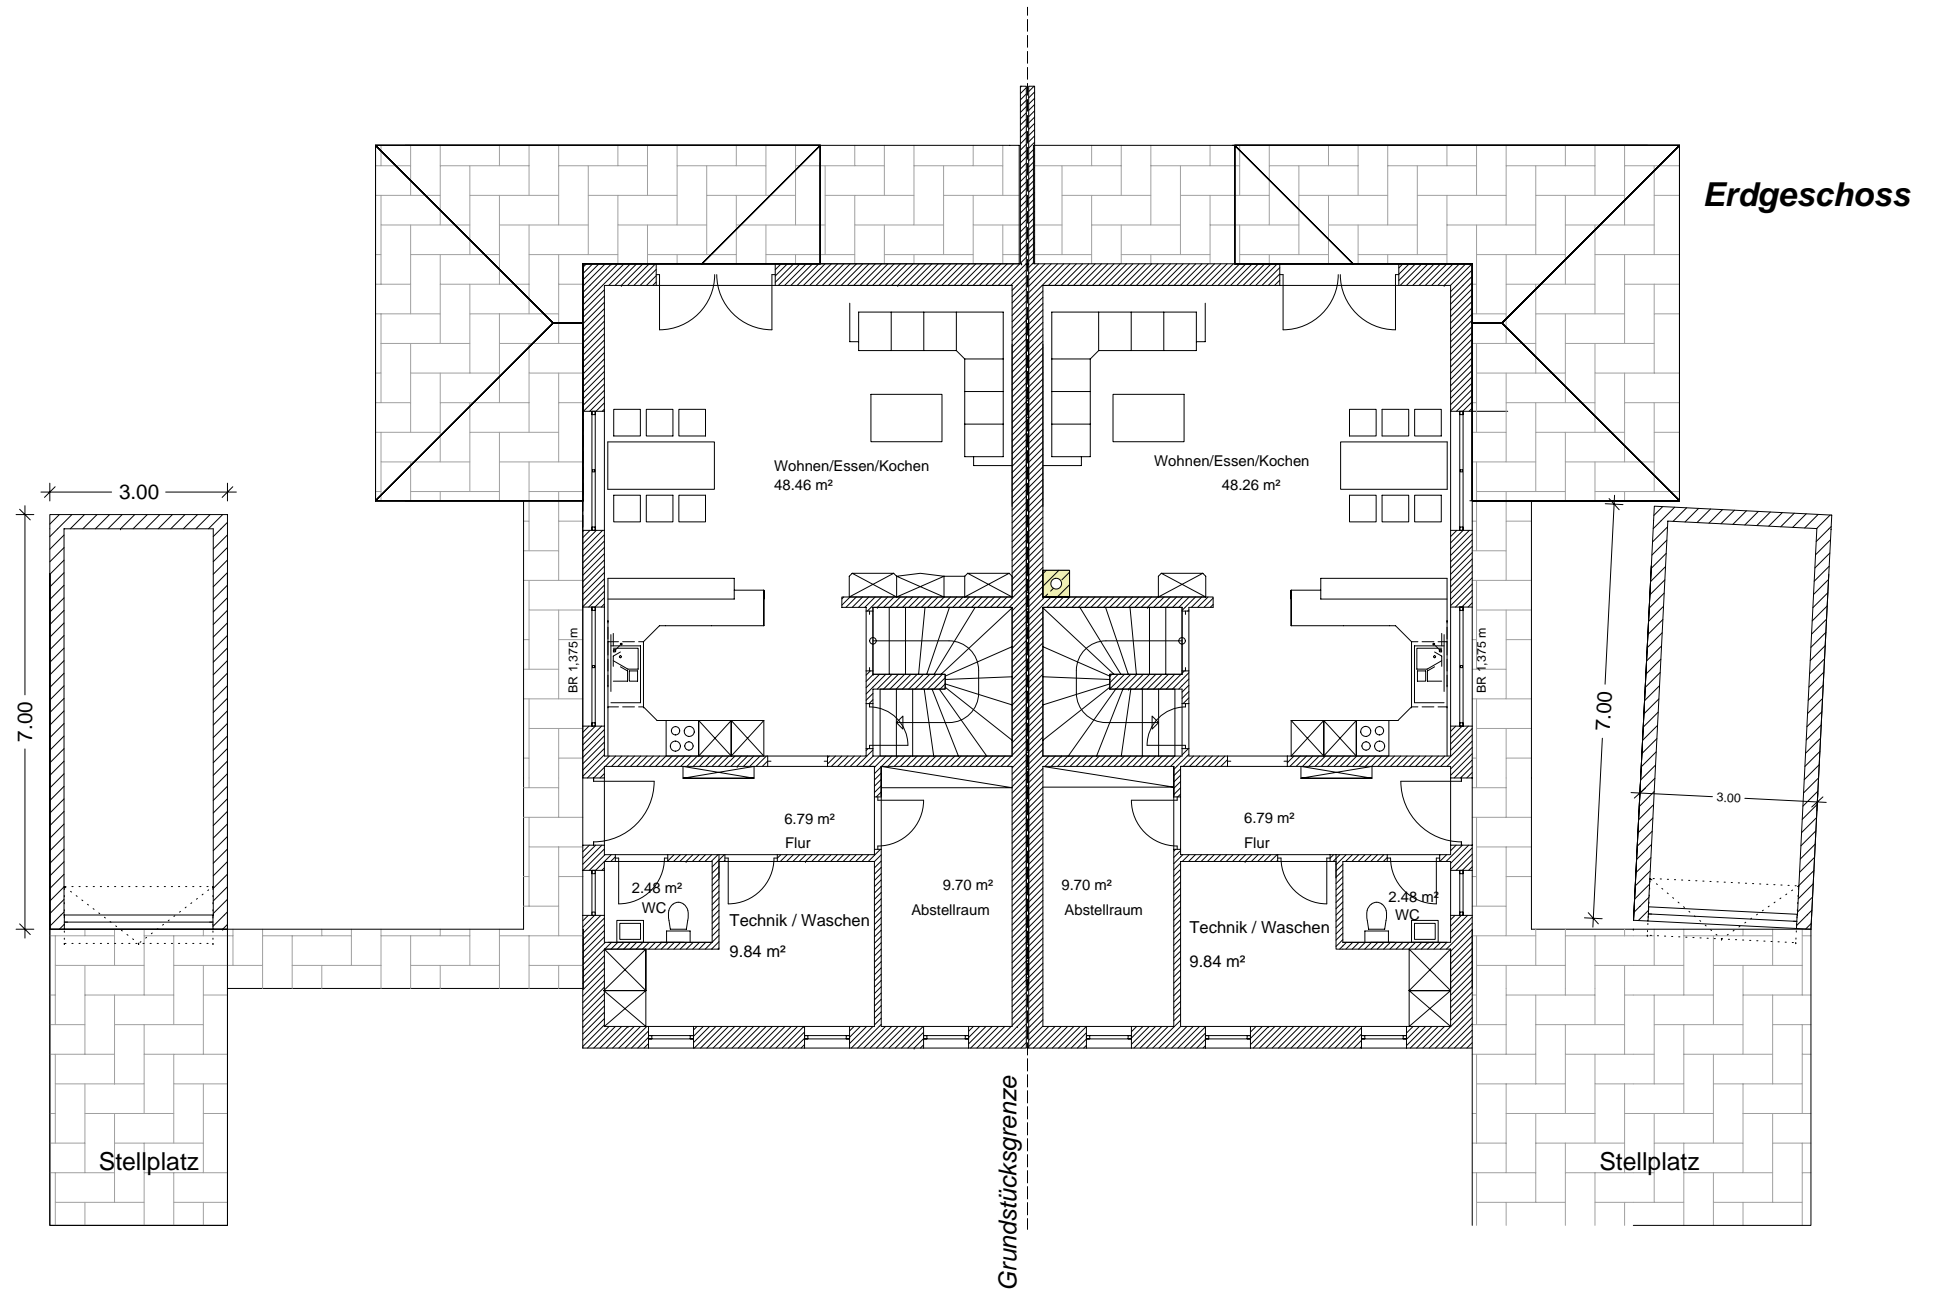 Erdgeschoss
Wohnen/Essen/Kochen
48.46 m²
Wohnen/Essen/Kochen
48.26 m²
3.00
7.00
BR 1,375 m
BR 1,375 m
7.00
3.00
6.79 m²
Flur
6.79 m²
Flur
2.48 m²
WC
9.70 m²
Abstellraum
9.70 m²
Abstellraum
2.48 m²
WC
Technik / Waschen
9.84 m²
Technik / Waschen
9.84 m²
Stellplatz
Grundstücksgrenze
Stellplatz